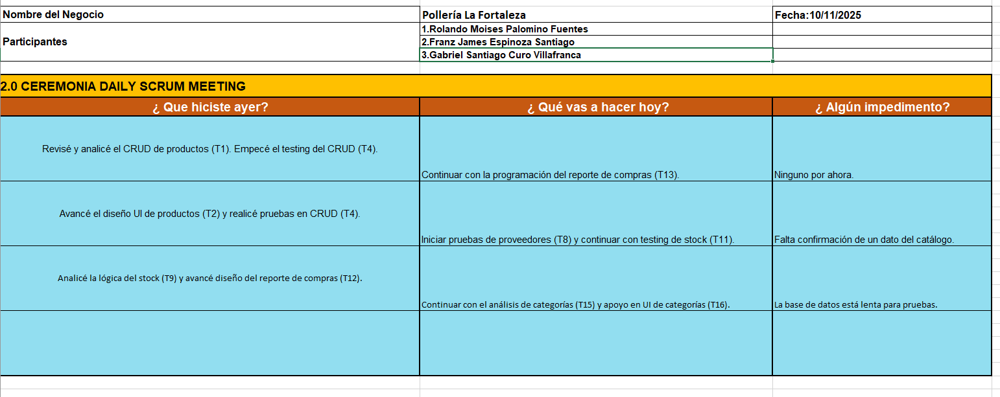 Nombre del Negocio Pollería La Fortaleza Fecha:10/11/2025
Participantes
1.Rolando Moises Palomino Fuentes
2.Franz James Espinoza Santiago
3.Gabriel Santiago Curo Villafranca
2.0 CEREMONIA DAILY SCRUM MEETING
¿ Que hiciste ayer? ¿ Qué vas a hacer hoy? ¿ Algún impedimento?
Revisé y analicé el CRUD de productos (T1). Empecé el testing del CRUD (T4).
Continuar con la programación del reporte de compras (T13). Ninguno por ahora.
Avancé el diseño UI de productos (T2) y realicé pruebas en CRUD (T4).
Iniciar pruebas de proveedores (T8) y continuar con testing de stock (T11). Falta confirmación de un dato del catálogo.
Analicé la lógica del stock (T9) y avancé diseño del reporte de compras (T12).
Continuar con el análisis de categorías (T15) y apoyo en UI de categorías (T16). La base de datos está lenta para pruebas.